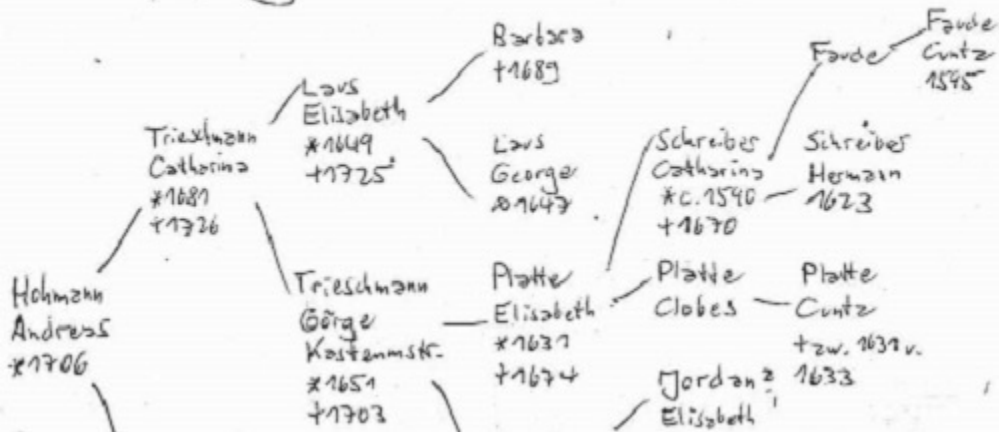 Hohmann
Andreas
*1706
Trieschmann
Catharina
*1681
+1726
Laus
Elisabeth
*1649
+1725
Barbara
+1689
Laus
George
∞1647
Trieschmann
Görge
Kastenmstr.
*1651
+1703
Platte
Elisabeth
*1631
+1674
Schreiber
Catharina
*c.1590
+1670
Faude
Faude
Cuntz
1545
Schreiber
Hermann
1623
Platte
Clobes
Platte
Cuntz
+zw. 1631 v.
1633
Jordan?
Elisabeth